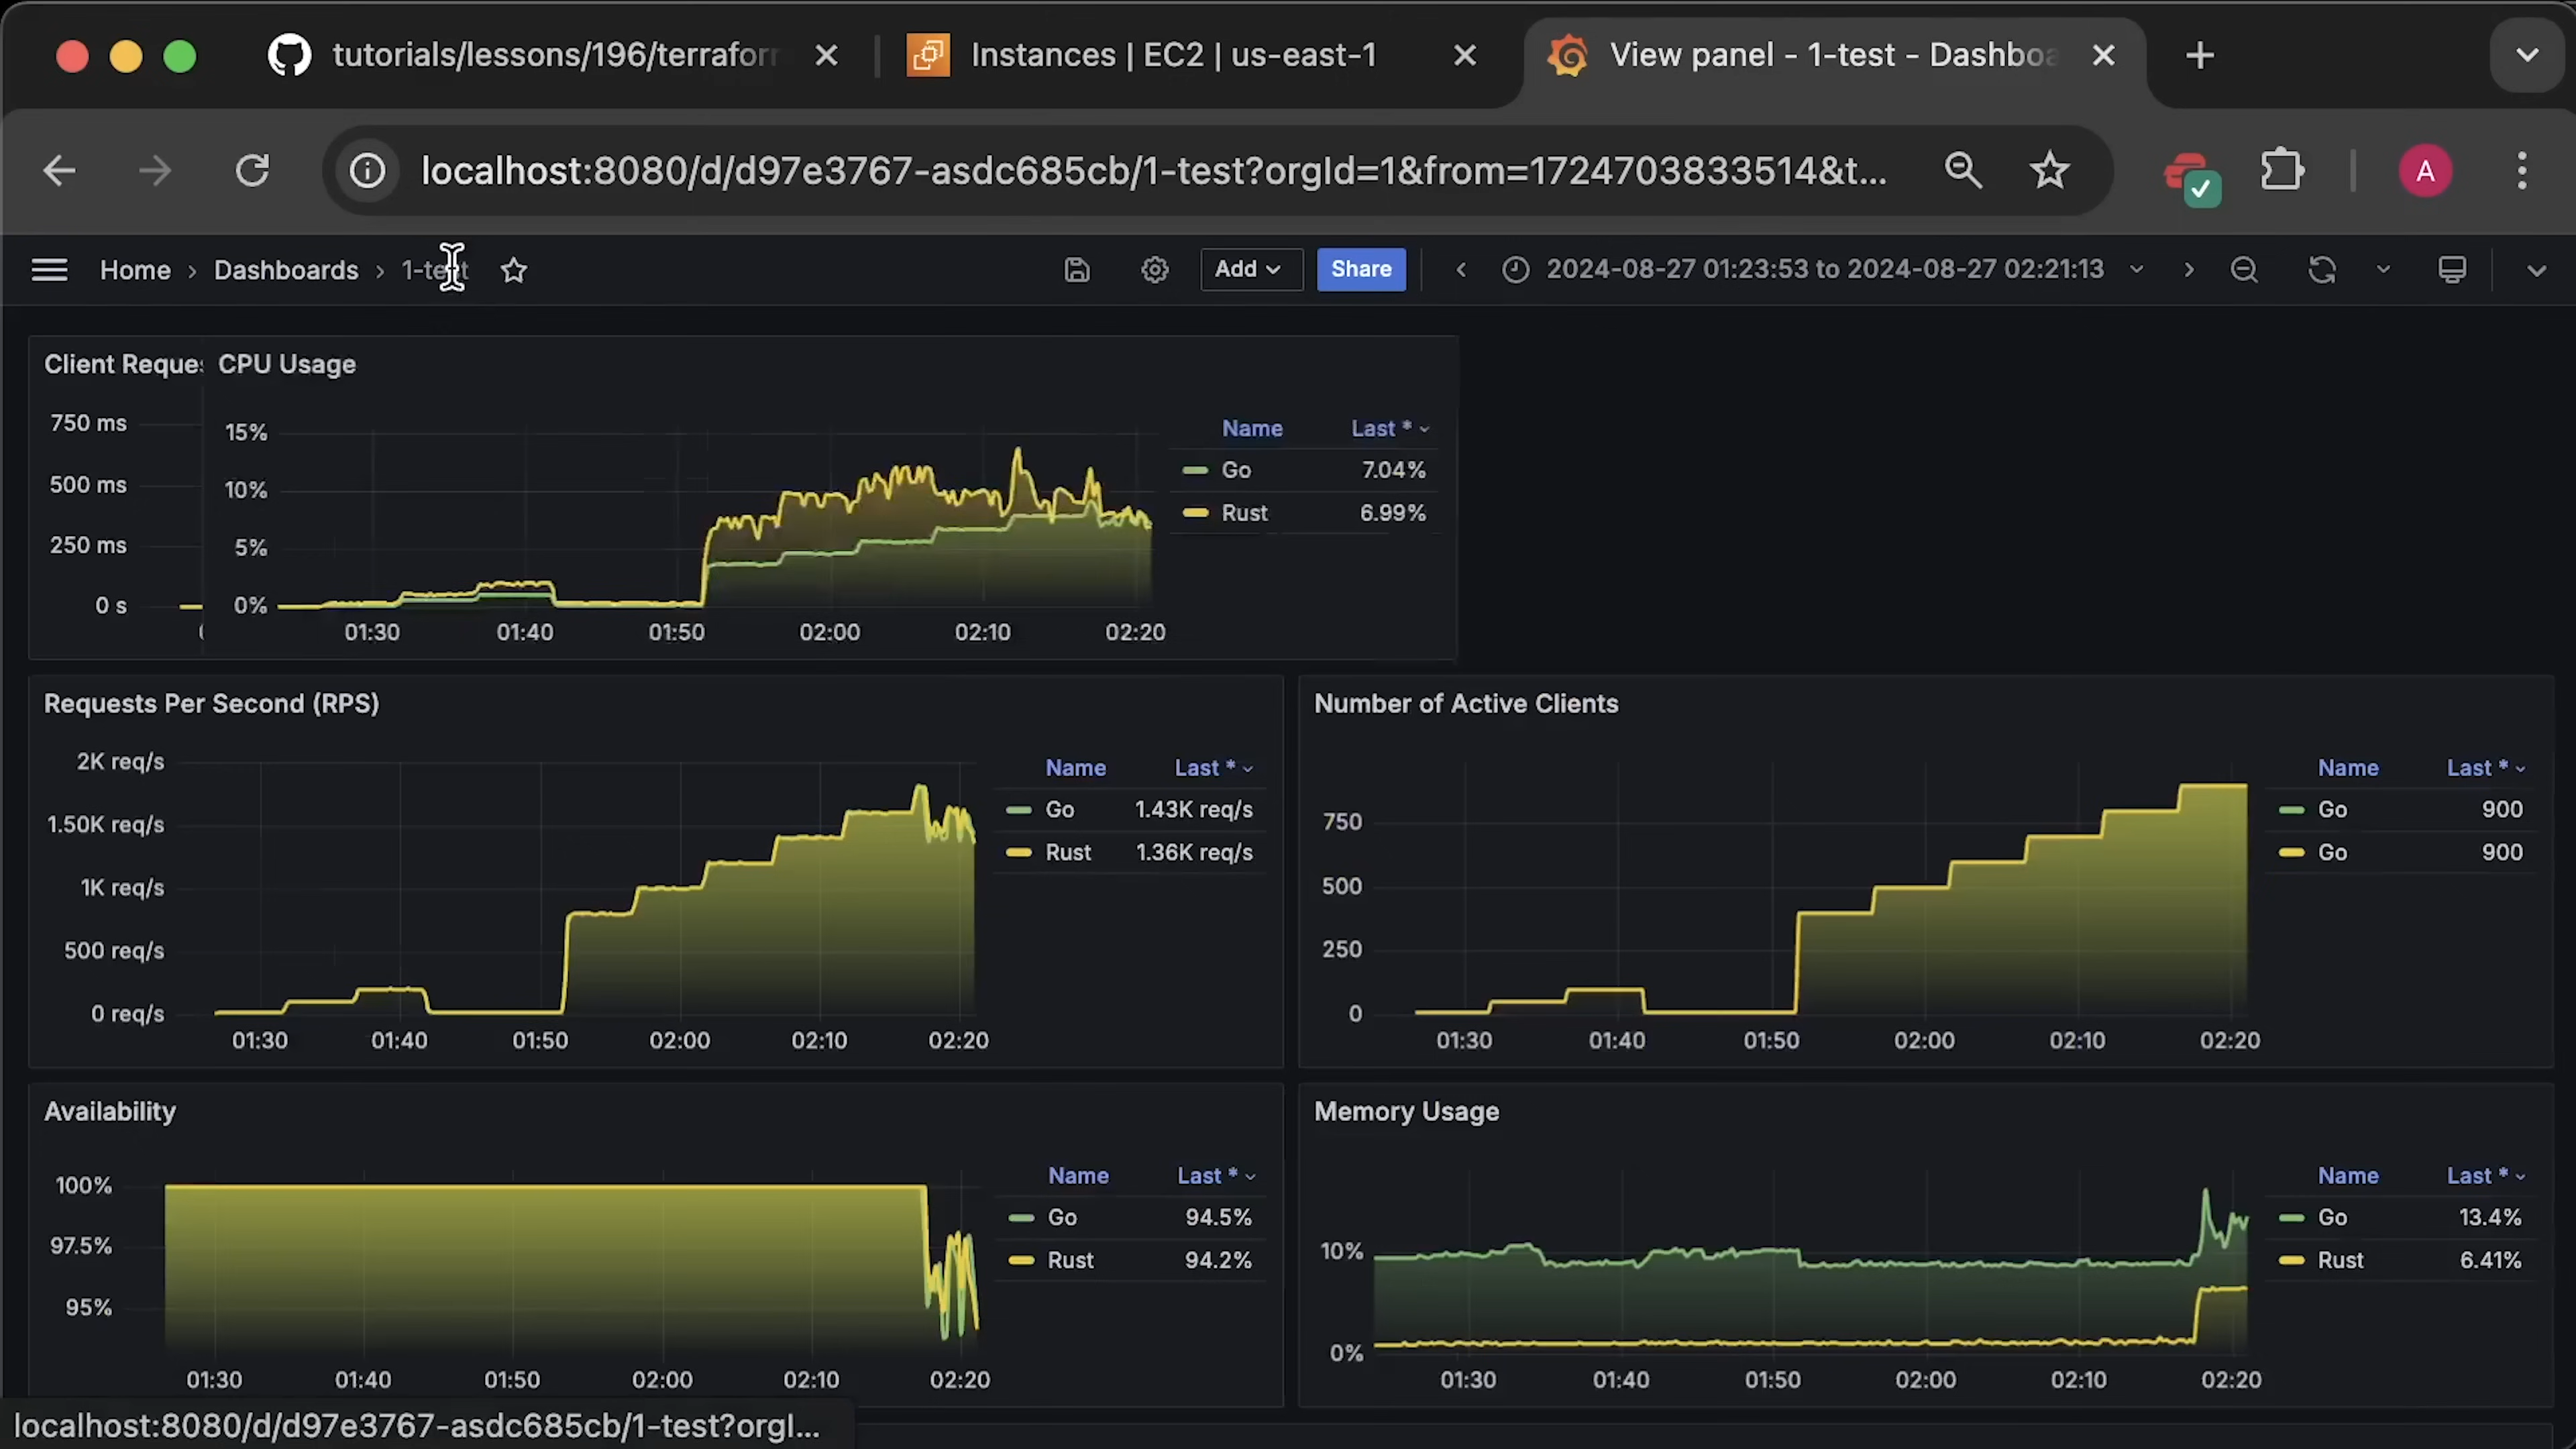 tutorials/lessons/196/terraform
Instances | EC2 | us-east-1
View panel - 1-test - Dashboa
localhost:8080/d/d97e3767-asdc685cb/1-test?orgId=1&from=1724703833514&t...
A
Home › Dashboards › 1-test
Add
Share
2024-08-27 01:23:53 to 2024-08-27 02:21:13
Client Reques
750 ms
500 ms
250 ms
0 s
CPU Usage
15%
10%
5%
0%
01:30 01:40 01:50 02:00 02:10 02:20
Name Last *
Go 7.04%
Rust 6.99%
Requests Per Second (RPS)
2K req/s
1.50K req/s
1K req/s
500 req/s
0 req/s
01:30 01:40 01:50 02:00 02:10 02:20
Name Last *
Go 1.43K req/s
Rust 1.36K req/s
Number of Active Clients
750
500
250
0
01:30 01:40 01:50 02:00 02:10 02:20
Name Last *
Go 900
Go 900
Availability
100%
97.5%
95%
01:30 01:40 01:50 02:00 02:10 02:20
Name Last *
Go 94.5%
Rust 94.2%
Memory Usage
10%
0%
01:30 01:40 01:50 02:00 02:10 02:20
Name Last *
Go 13.4%
Rust 6.41%
localhost:8080/d/d97e3767-asdc685cb/1-test?orgI...